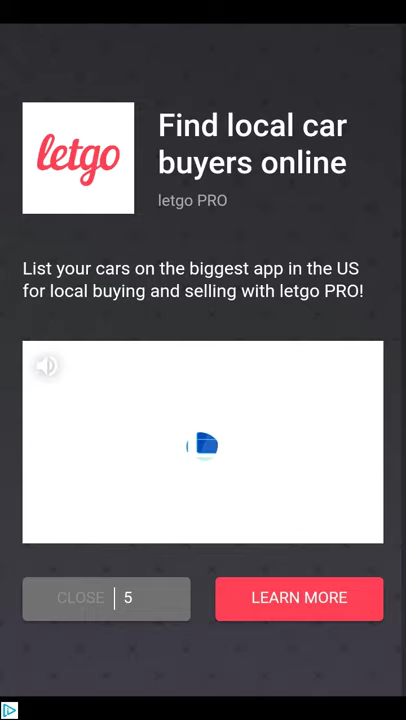 letgo
Find local car
buyers online
letgo PRO
List your cars on the biggest app in the US
for local buying and selling with letgo PRO!
CLOSE | 5
LEARN MORE